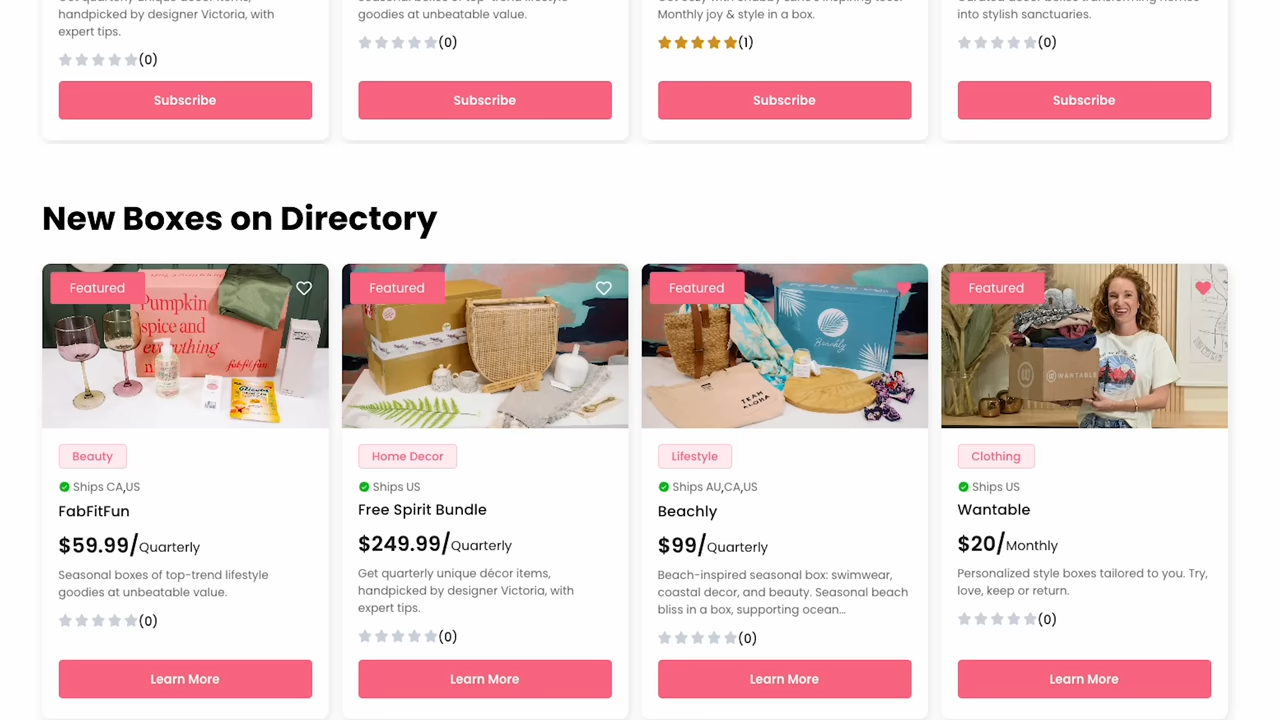 handpicked by designer Victoria, with
expert tips.
(0)
Subscribe
goodies at unbeatable value.
(0)
Subscribe
Monthly joy & style in a box.
(1)
Subscribe
into stylish sanctuaries.
(0)
Subscribe
New Boxes on Directory
Featured
Pumpkin
spice and
everything
fabfitfun
Beauty
Ships CA,US
FabFitFun
$59.99/Quarterly
Seasonal boxes of top-trend lifestyle
goodies at unbeatable value.
(0)
Learn More
Featured
Home Decor
Ships US
Free Spirit Bundle
$249.99/Quarterly
Get quarterly unique décor items,
handpicked by designer Victoria, with
expert tips.
(0)
Learn More
Featured
Beachly
TEAM
ALOHA
Lifestyle
Ships AU,CA,US
Beachly
$99/Quarterly
Beach-inspired seasonal box: swimwear,
coastal decor, and beauty. Seasonal beach
bliss in a box, supporting ocean…
(0)
Learn More
Featured
WANTABLE
Clothing
Ships US
Wantable
$20/Monthly
Personalized style boxes tailored to you. Try,
love, keep or return.
(0)
Learn More